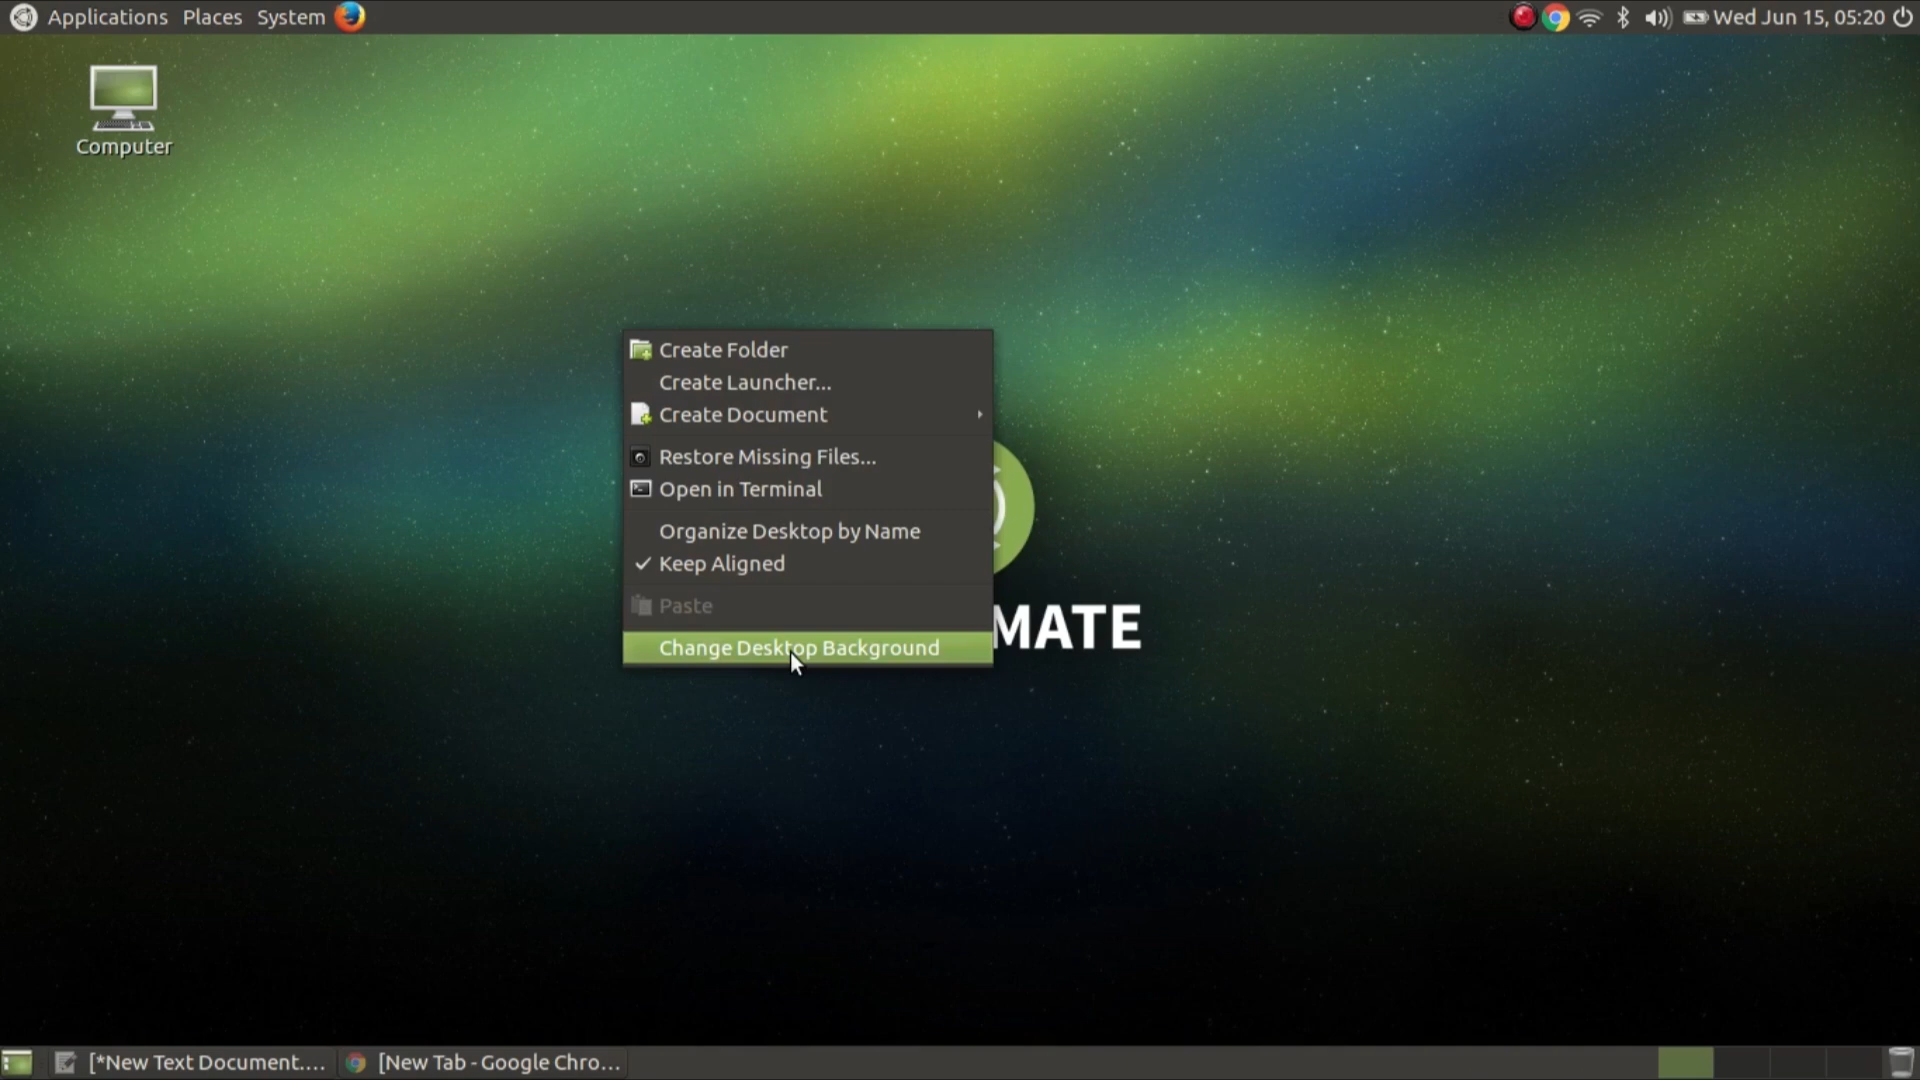 Applications Places System Wed Jun 15, 05:20
Computer
Create Folder
Create Launcher...
Create Document
Restore Missing Files...
Open in Terminal
Organize Desktop by Name
Keep Aligned
Paste
MATE
Change Desktop Background
[*New Text Document.... [New Tab - Google Chro...